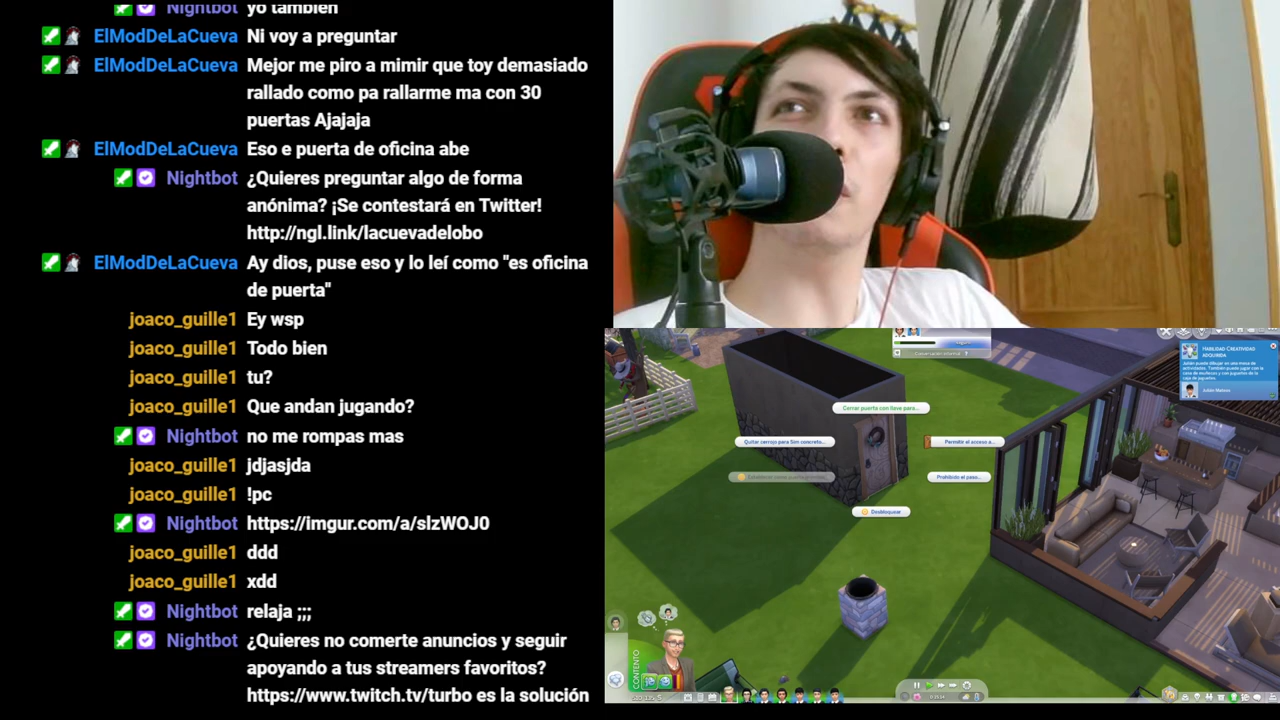 Nightbot yo también
ElModDeLaCueva Ni voy a preguntar
ElModDeLaCueva Mejor me piro a mimir que toy demasiado
rallado como pa rallarme ma con 30
puertas Ajajaja
ElModDeLaCueva Eso e puerta de oficina abe
Nightbot ¿Quieres preguntar algo de forma
anónima? ¡Se contestará en Twitter!
http://ngl.link/lacuevadelobo
ElModDeLaCueva Ay dios, puse eso y lo leí como "es oficina
de puerta"
joaco_guille1 Ey wsp
joaco_guille1 Todo bien
joaco_guille1 tu?
joaco_guille1 Que andan jugando?
Nightbot no me rompas mas
joaco_guille1 jdjasjda
joaco_guille1 !pc
Nightbot https://imgur.com/a/slzWOJ0
joaco_guille1 ddd
joaco_guille1 xdd
Nightbot relaja ;;;
Nightbot ¿Quieres no comerte anuncios y seguir
apoyando a tus streamers favoritos?
https://www.twitch.tv/turbo es la solución
HABILIDAD CREATIVIDAD
ADQUIRIDA
Cerrar puerta con llave para...
Quitar cerrojo para Sim concreto...
Permitir el acceso a...
Prohibido el paso...
Desbloquear
CONTENTO